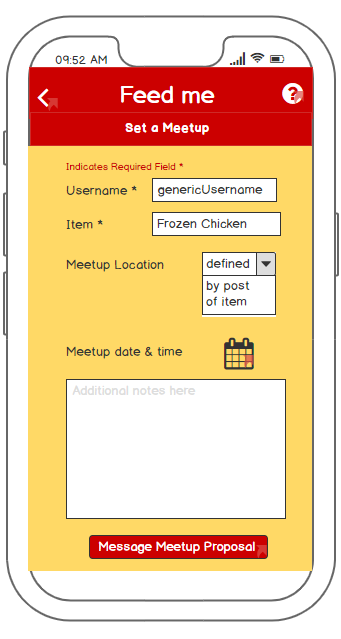 09:52 AM
Feed me
?
Set a Meetup
Indicates Required Field *
Username * genericUsername
Item * Frozen Chicken
Meetup Location defined
by post
of item
Meetup date & time
Additional notes here
Message Meetup Proposal